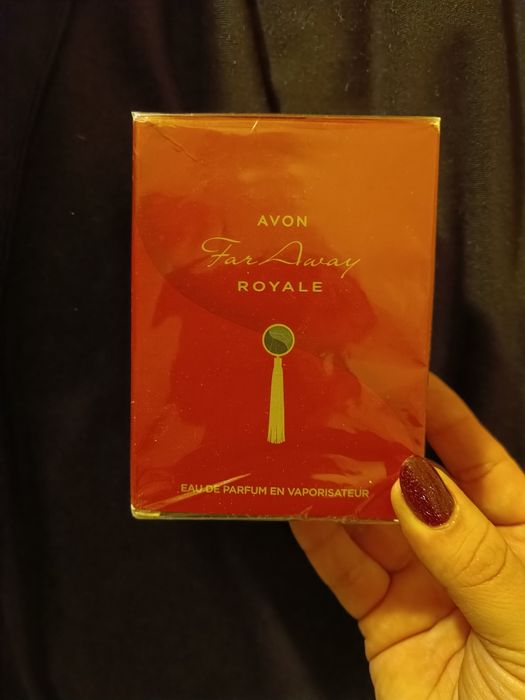 AVON
Far Away
ROYALE
EAU DE PARFUM EN VAPORISATEUR